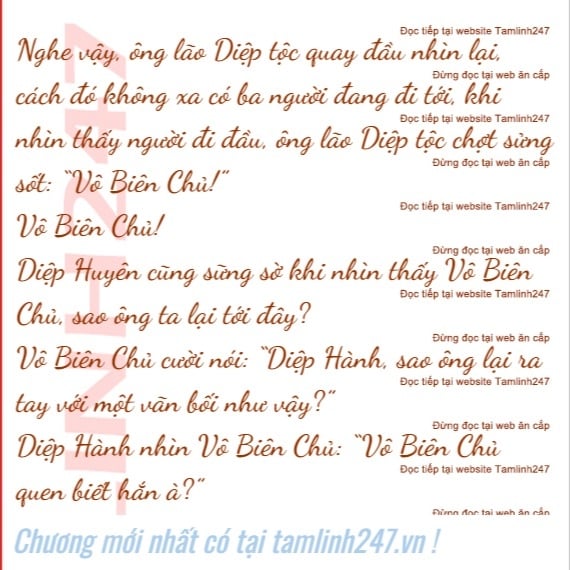 Đọc tiếp tại website Tamlinh247
Nghe vậy, ông lão Diệp tộc quay đầu nhìn lại,
Đừng đọc tại web ăn cắp
cách đó không xa có ba người đang đi tới, khi
Đọc tiếp tại website Tamlinh247
nhìn thấy người đi đầu, ông lão Diệp tộc chợt sửng
Đừng đọc tại web ăn cắp
sốt: “Vô Biên Chủ!”
Đọc tiếp tại website Tamlinh247
Vô Biên Chủ!
Đừng đọc tại web ăn cắp
Diệp Huyên cũng sững sờ khi nhìn thấy Vô Biên
Đọc tiếp tại website Tamlinh247
Chủ, sao ông ta lại tới đây?
Đừng đọc tại web ăn cắp
Vô Biên Chủ cười nói: “Diệp Hành, sao ông lại ra
Đọc tiếp tại website Tamlinh247
tay với một vãn bối như vậy?”
Đừng đọc tại web ăn cắp
Diệp Hành nhìn Vô Biên Chủ: “Vô Biên Chủ
Đọc tiếp tại website Tamlinh247
quen biết hắn à?”
Đừng đọc tại web ăn cắp
INH 247
Chương mới nhất có tại tamlinh247.vn !